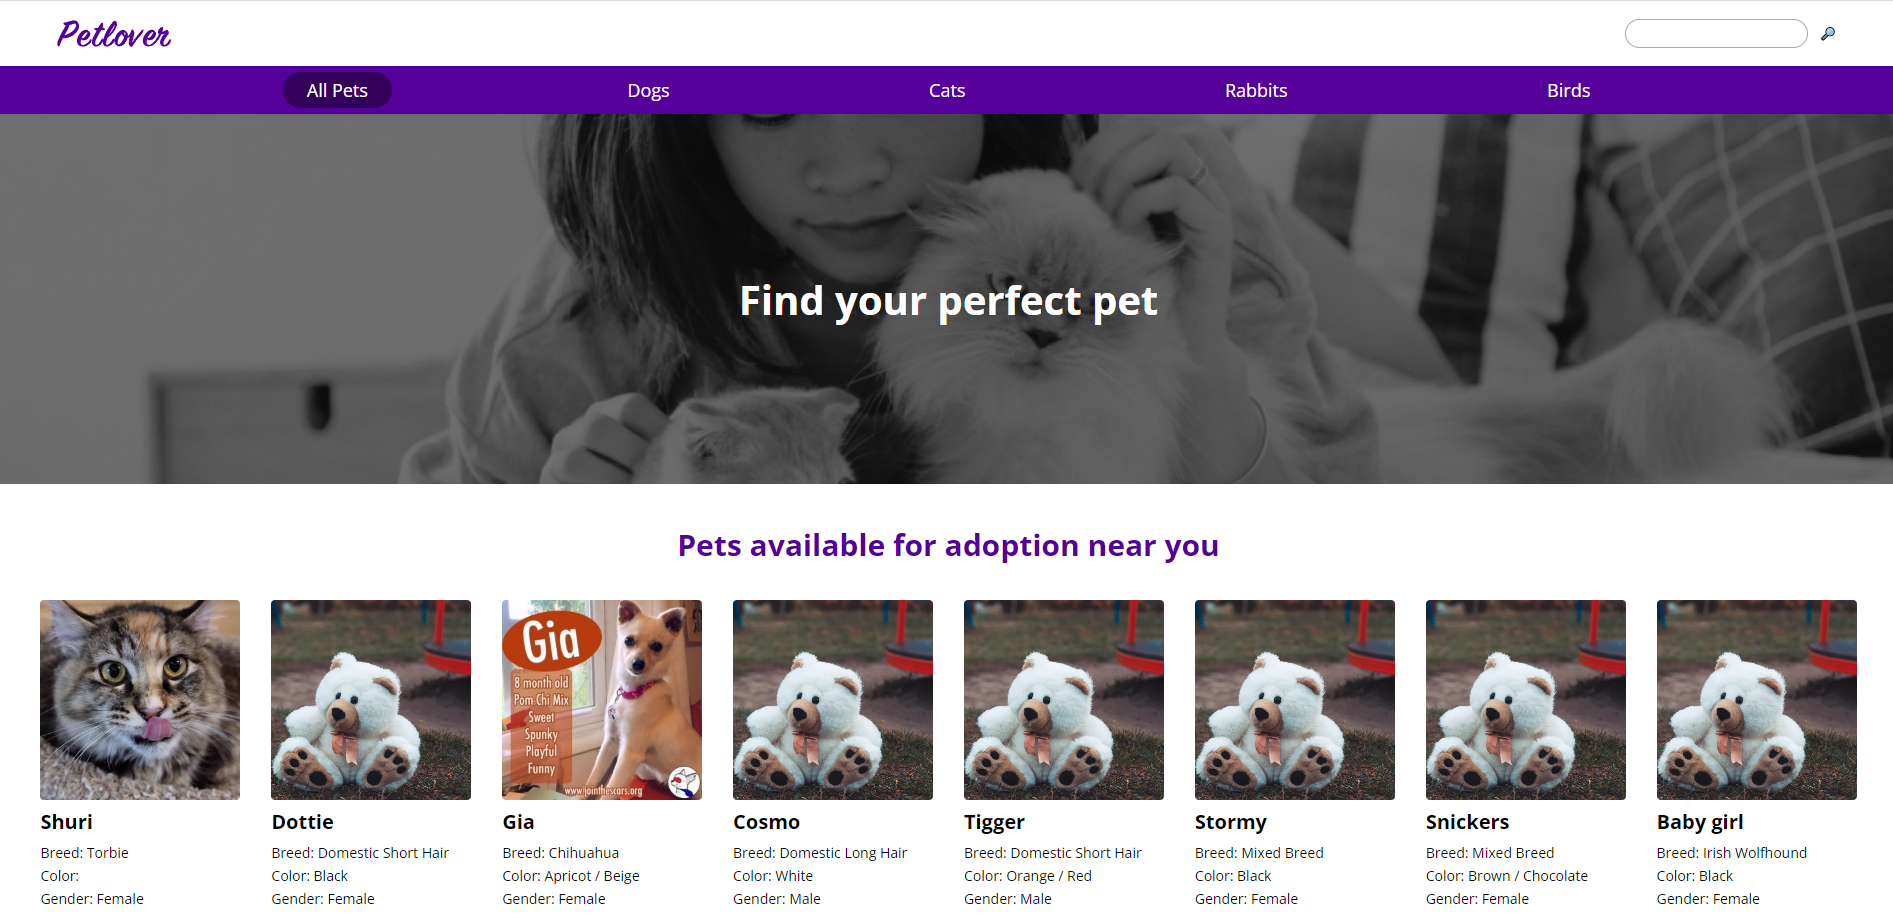 Petlover
All Pets
Dogs
Cats
Rabbits
Birds
Find your perfect pet
Pets available for adoption near you
Gia
8 month old
Pom-Chi Mix
Sweet
Spunky
Playful
Funny
www.jointhescars.org
Shuri
Breed: Torbie
Color:
Gender: Female
Dottie
Breed: Domestic Short Hair
Color: Black
Gender: Female
Gia
Breed: Chihuahua
Color: Apricot / Beige
Gender: Female
Cosmo
Breed: Domestic Long Hair
Color: White
Gender: Male
Tigger
Breed: Domestic Short Hair
Color: Orange / Red
Gender: Male
Stormy
Breed: Mixed Breed
Color: Black
Gender: Female
Snickers
Breed: Mixed Breed
Color: Brown / Chocolate
Gender: Female
Baby girl
Breed: Irish Wolfhound
Color: Black
Gender: Female